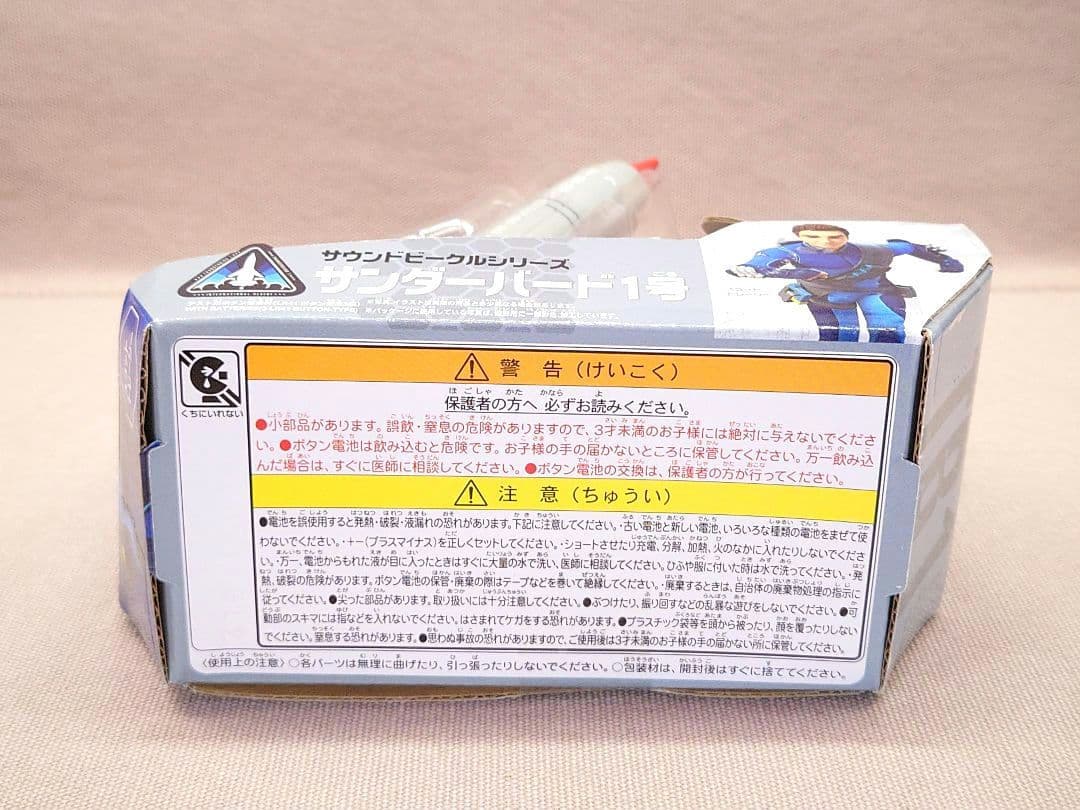 サウンドビークルシリーズ
サンダーバード1号
INTERNATIONAL RESCUE
くちにいれない
警 告（けいこく）
保護者の方へ 必ずお読みください。
●小部品があります。誤飲・窒息の危険がありますので、3才未満のお子様には絶対に与えないでくださ
い。●ボタン電池は飲み込むと危険です。お子様の手の届かないところに保管してください。万一飲み込
んだ場合は、すぐに医師に相談してください。●ボタン電池の交換は、保護者の方が行ってください。
注 意（ちゅうい）
●電池を誤使用すると発熱・破裂・液漏れの恐れがあります。下記に注意してください。・古い電池と新しい電池、いろいろな種類の電池をまぜて使
わないでください。・＋－（プラスマイナス）を正しくセットしてください。・ショートさせたり充電、分解、加熱、火のなかに入れたりしないでくださ
い。・万一、電池からもれた液が目に入ったときはすぐに大量の水で洗い、医師に相談してください。ひふや服に付いた時は水で洗ってください。・発
熱、破裂の危険があります。ボタン電池の保管・廃棄の際はテープなどを巻いて絶縁してください。・廃棄するときは、自治体の廃棄物処理の指示に
従ってください。●尖った部品があります。取り扱いには十分注意してください。●ぶつけたり、振り回すなどの乱暴な遊びをしないでください。●可
動部のスキマには指などを入れないでください。はさまれてケガをする恐れがあります。●プラスチック袋等を頭から被ったり、顔を覆ったりしない
でください。窒息する恐れがあります。●思わぬ事故の恐れがありますので、ご使用後は3才未満のお子様の手の届かない所に保管してください。
〈使用上の注意〉○各パーツは無理に曲げたり、引っ張ったりしないでください。○包装材は、開封後はすぐに捨ててください。